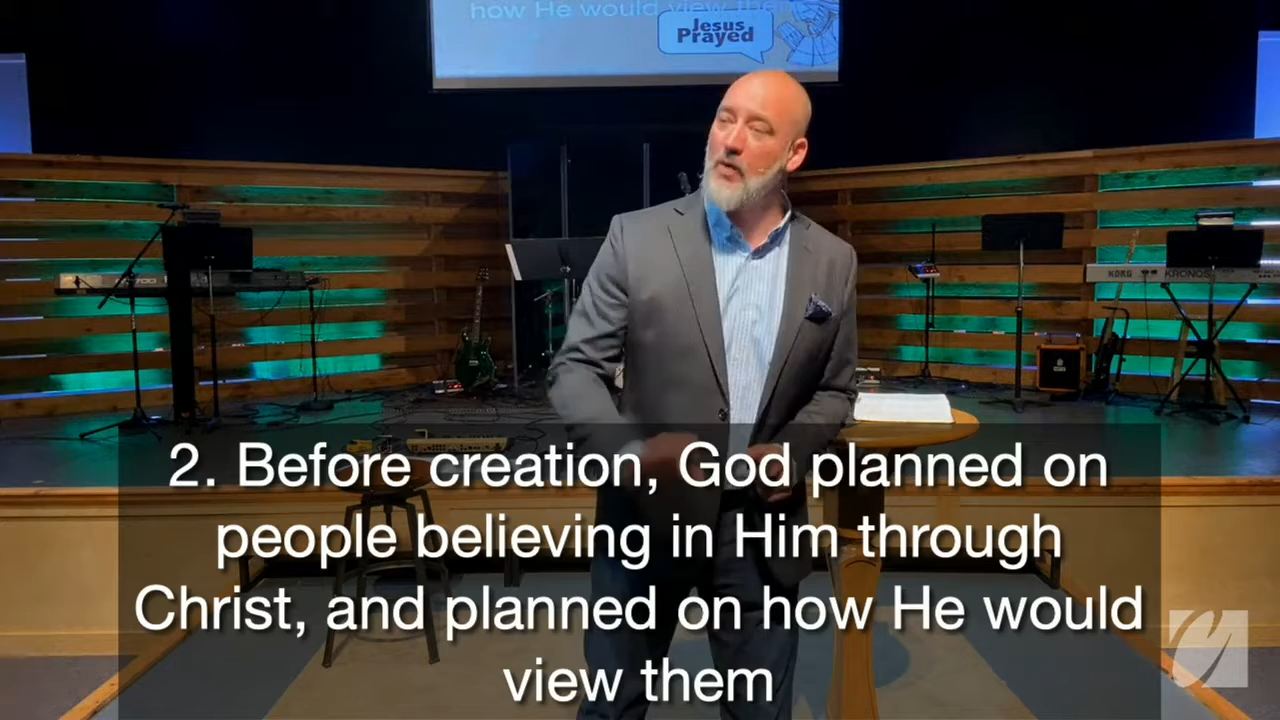 how He would view them
Jesus
Prayed
700
KORG
KRONOS
2. Before creation, God planned on
people believing in Him through
Christ, and planned on how He would
view them